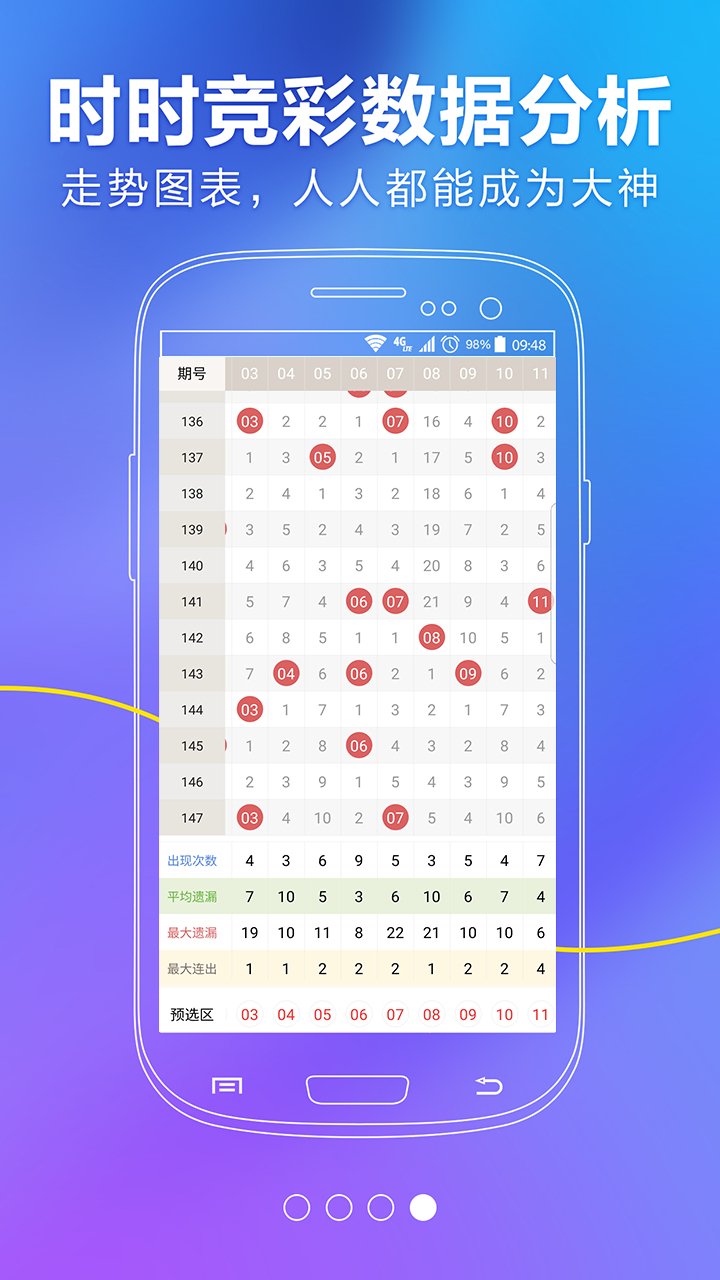 时时竞彩数据分析
走势图表，人人都能成为大神
4G LTE 98% 09:48
期号 03 04 05 06 07 08 09 10 11
136 03 2 2 1 07 16 4 10 2
137 1 3 05 2 1 17 5 10 3
138 2 4 1 3 2 18 6 1 4
139 3 5 2 4 3 19 7 2 5
140 4 6 3 5 4 20 8 3 6
141 5 7 4 06 07 21 9 4 11
142 6 8 5 1 1 08 10 5 1
143 7 04 6 06 2 1 09 6 2
144 03 1 7 1 3 2 1 7 3
145 1 2 8 06 4 3 2 8 4
146 2 3 9 1 5 4 3 9 5
147 03 4 10 2 07 5 4 10 6
出现次数 4 3 6 9 5 3 5 4 7
平均遗漏 7 10 5 3 6 10 6 7 4
最大遗漏 19 10 11 8 22 21 10 10 6
最大连出 1 1 2 2 2 1 2 2 4
预选区 03 04 05 06 07 08 09 10 11